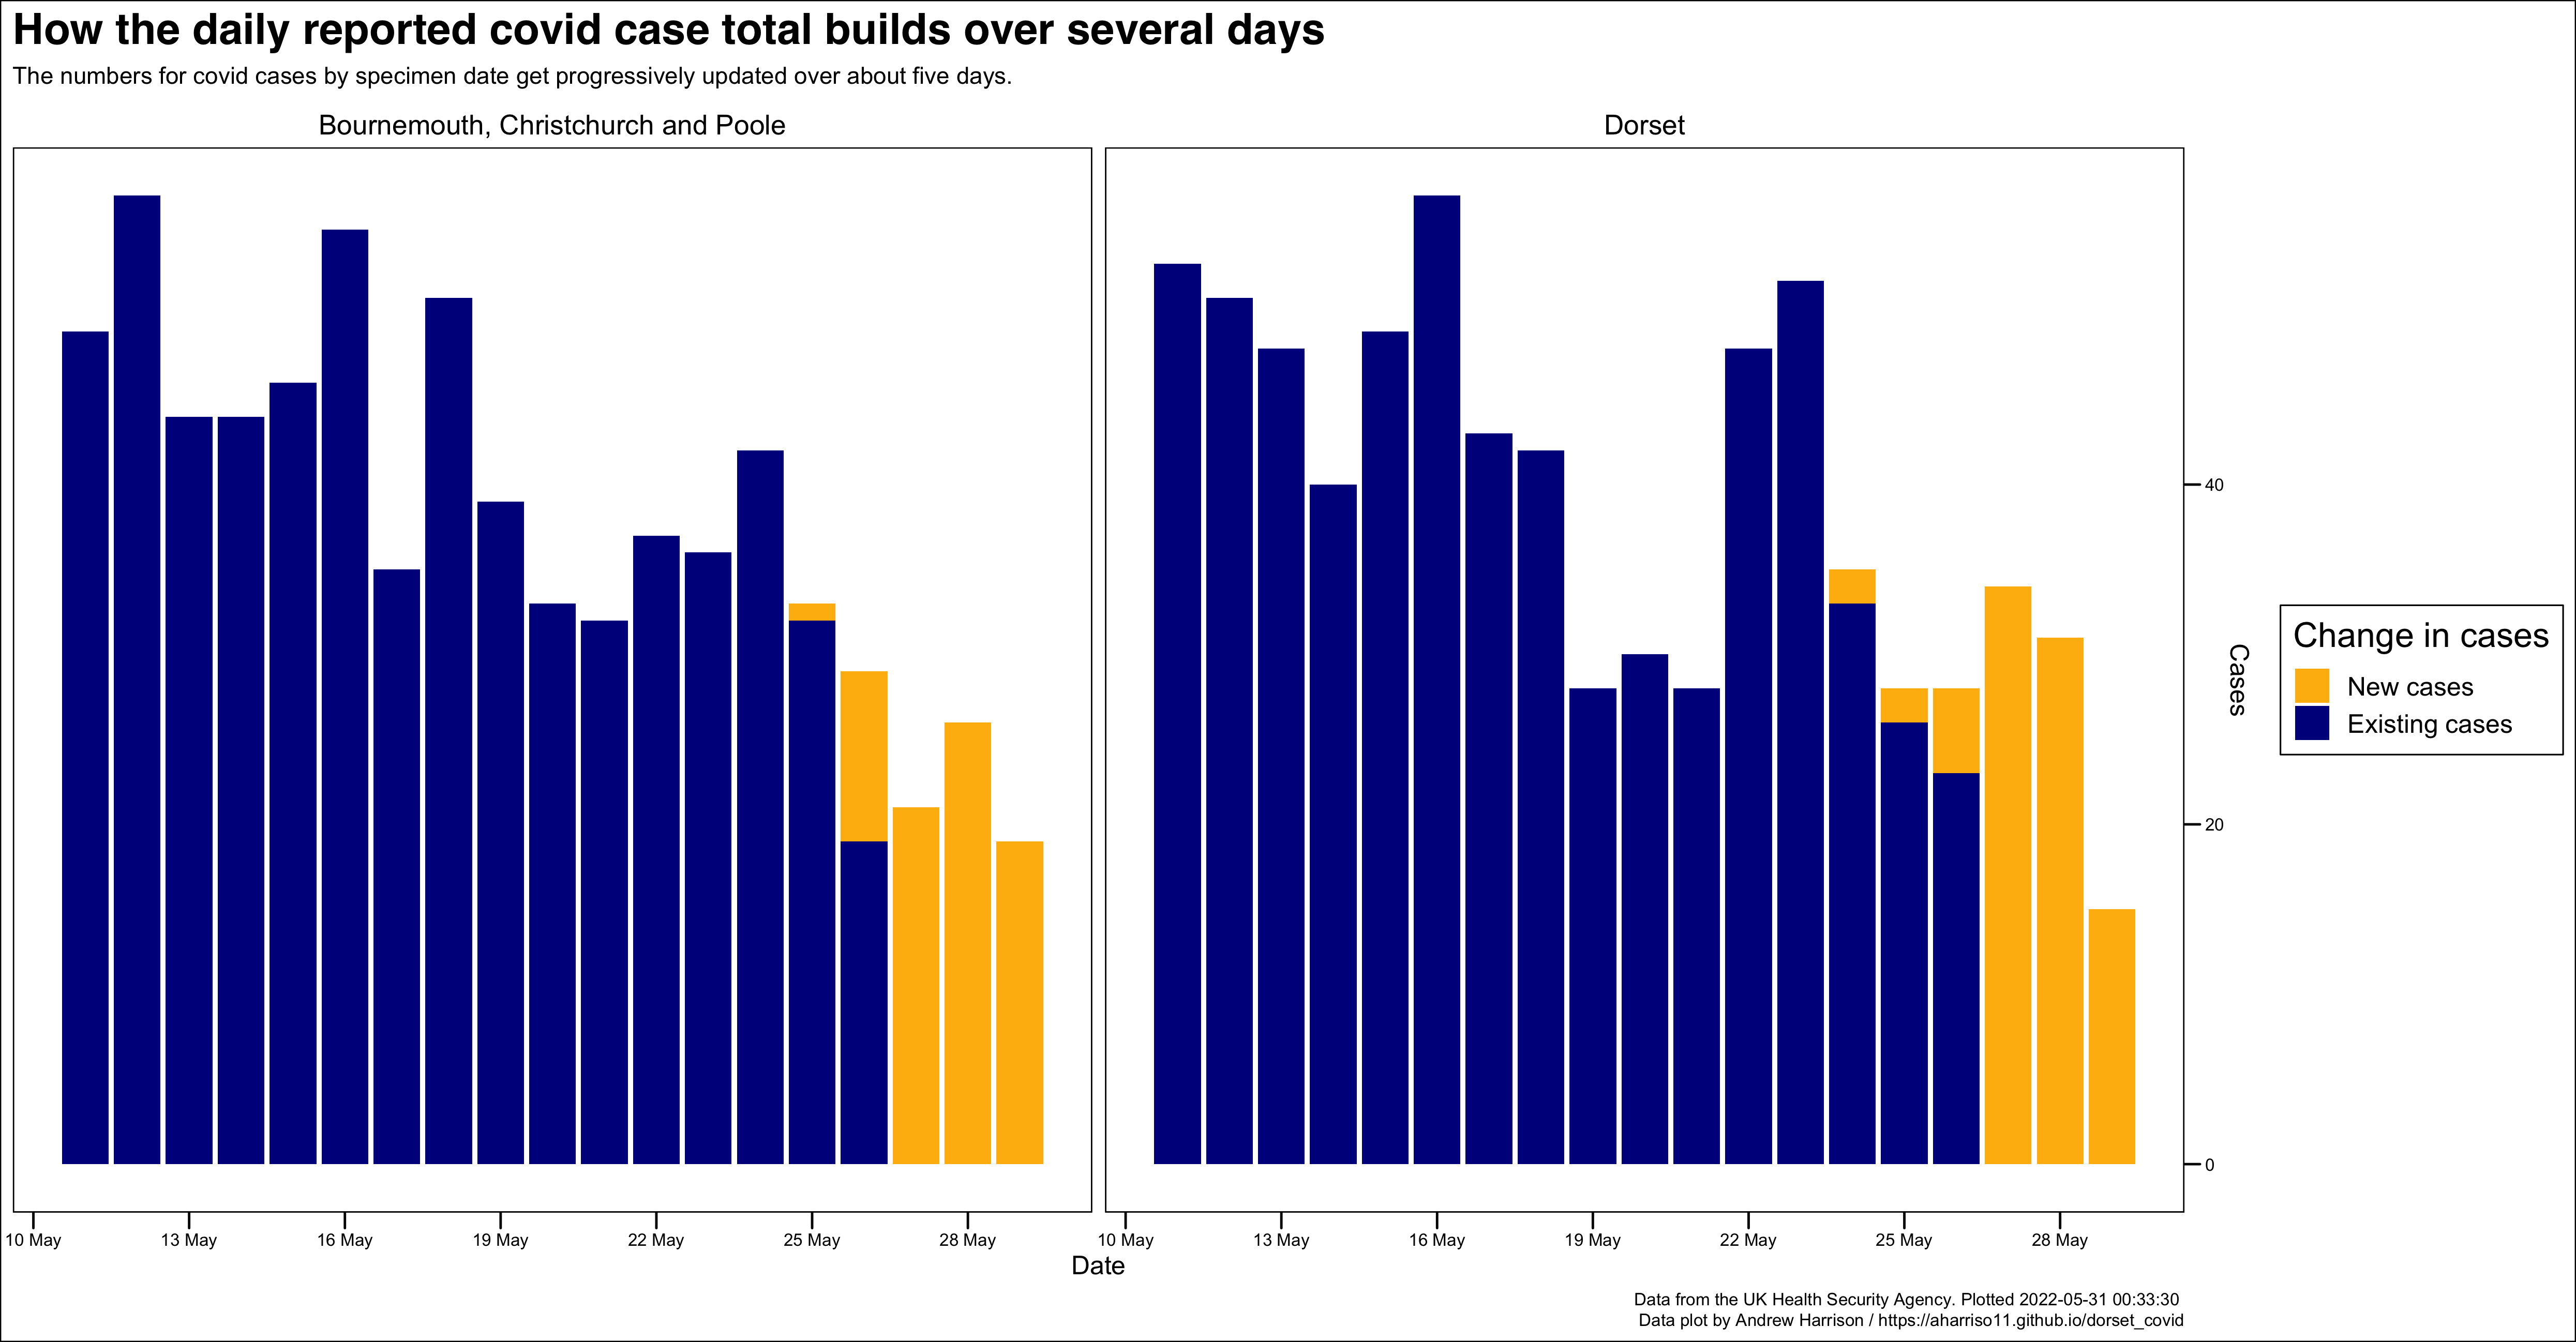 How the daily reported covid case total builds over several days
The numbers for covid cases by specimen date get progressively updated over about five days.
Bournemouth, Christchurch and Poole
Dorset
40
20
0
Cases
Change in cases
New cases
Existing cases
10 May 13 May 16 May 19 May 22 May 25 May 28 May
10 May 13 May 16 May 19 May 22 May 25 May 28 May
Date
Data from the UK Health Security Agency. Plotted 2022-05-31 00:33:30
Data plot by Andrew Harrison / https://aharriso11.github.io/dorset_covid